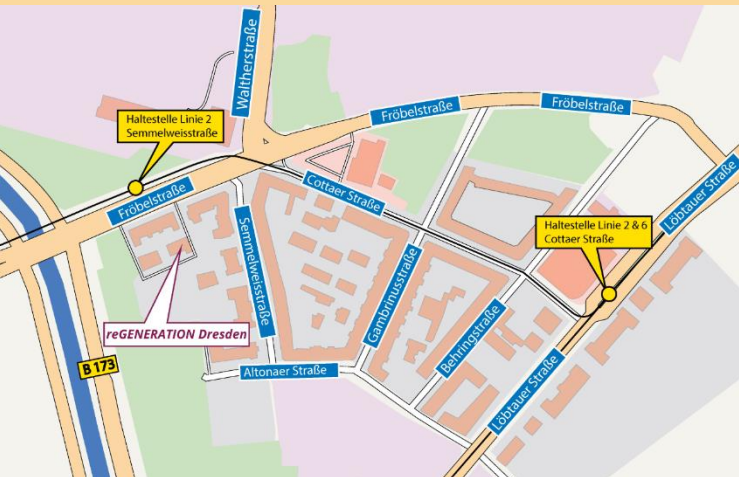 Waltherstraße
Fröbelstraße
Fröbelstraße
Haltestelle Linie 2
Semmelweisstraße
Löbtauer Straße
Fröbelstraße
Cottaer Straße
Semmelweisstraße
Haltestelle Linie 2 & 6
Cottaer Straße
Gambrinusstraße
Behringstraße
reGENERATION Dresden
B 173
Altonaer Straße
Löbtauer Straße